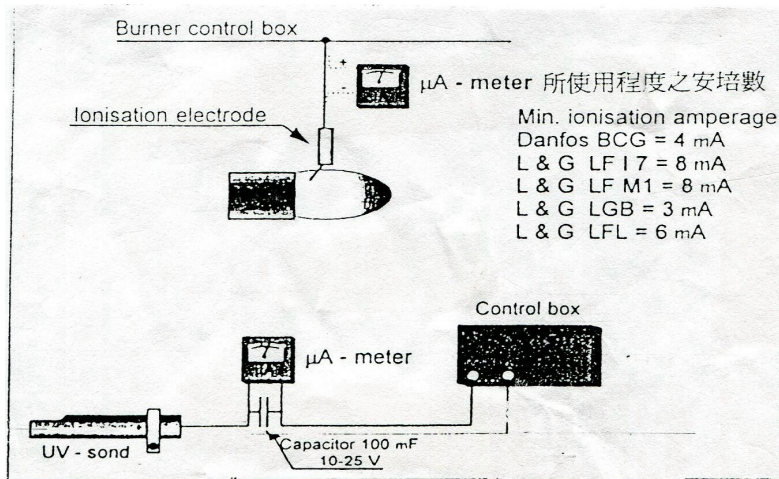 Burner control box
+
-
μA - meter 所使用程度之安培數
Ionisation electrode
Min. ionisation amperage
Danfos BCG = 4 mA
L & G LF I 7 = 8 mA
L & G LF M1 = 8 mA
L & G LGB = 3 mA
L & G LFL = 6 mA
Control box
μA - meter
UV - sond
Capacitor 100 mF
10-25 V